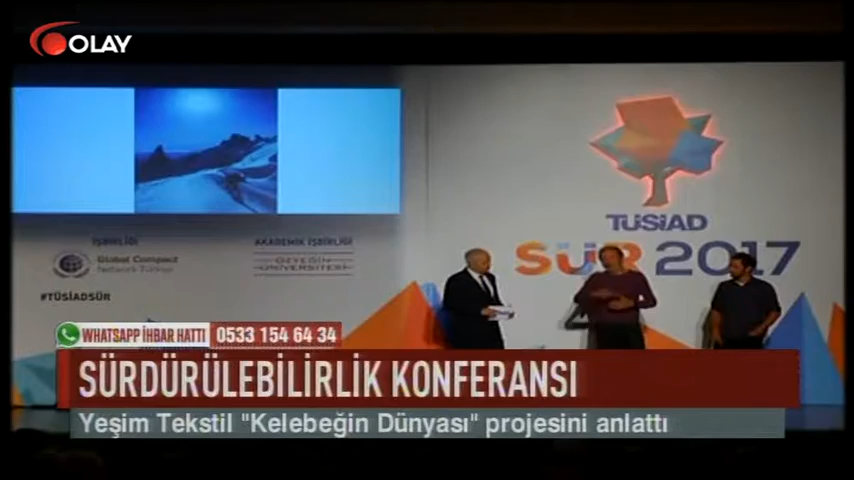 OLAY
İŞBİRLİĞİ
Global Compact
Network Türkiye
AKADEMİK İŞBİRLİĞİ
ÖZYEĞİN
ÜNİVERSİTESİ
#TÜSİADSÜR
TÜSİAD
SÜR 2017
WHATSAPP İHBAR HATTI 0533 154 64 34
SÜRDÜRÜLEBİLİRLİK KONFERANSI
Yeşim Tekstil "Kelebeğin Dünyası" projesini anlattı